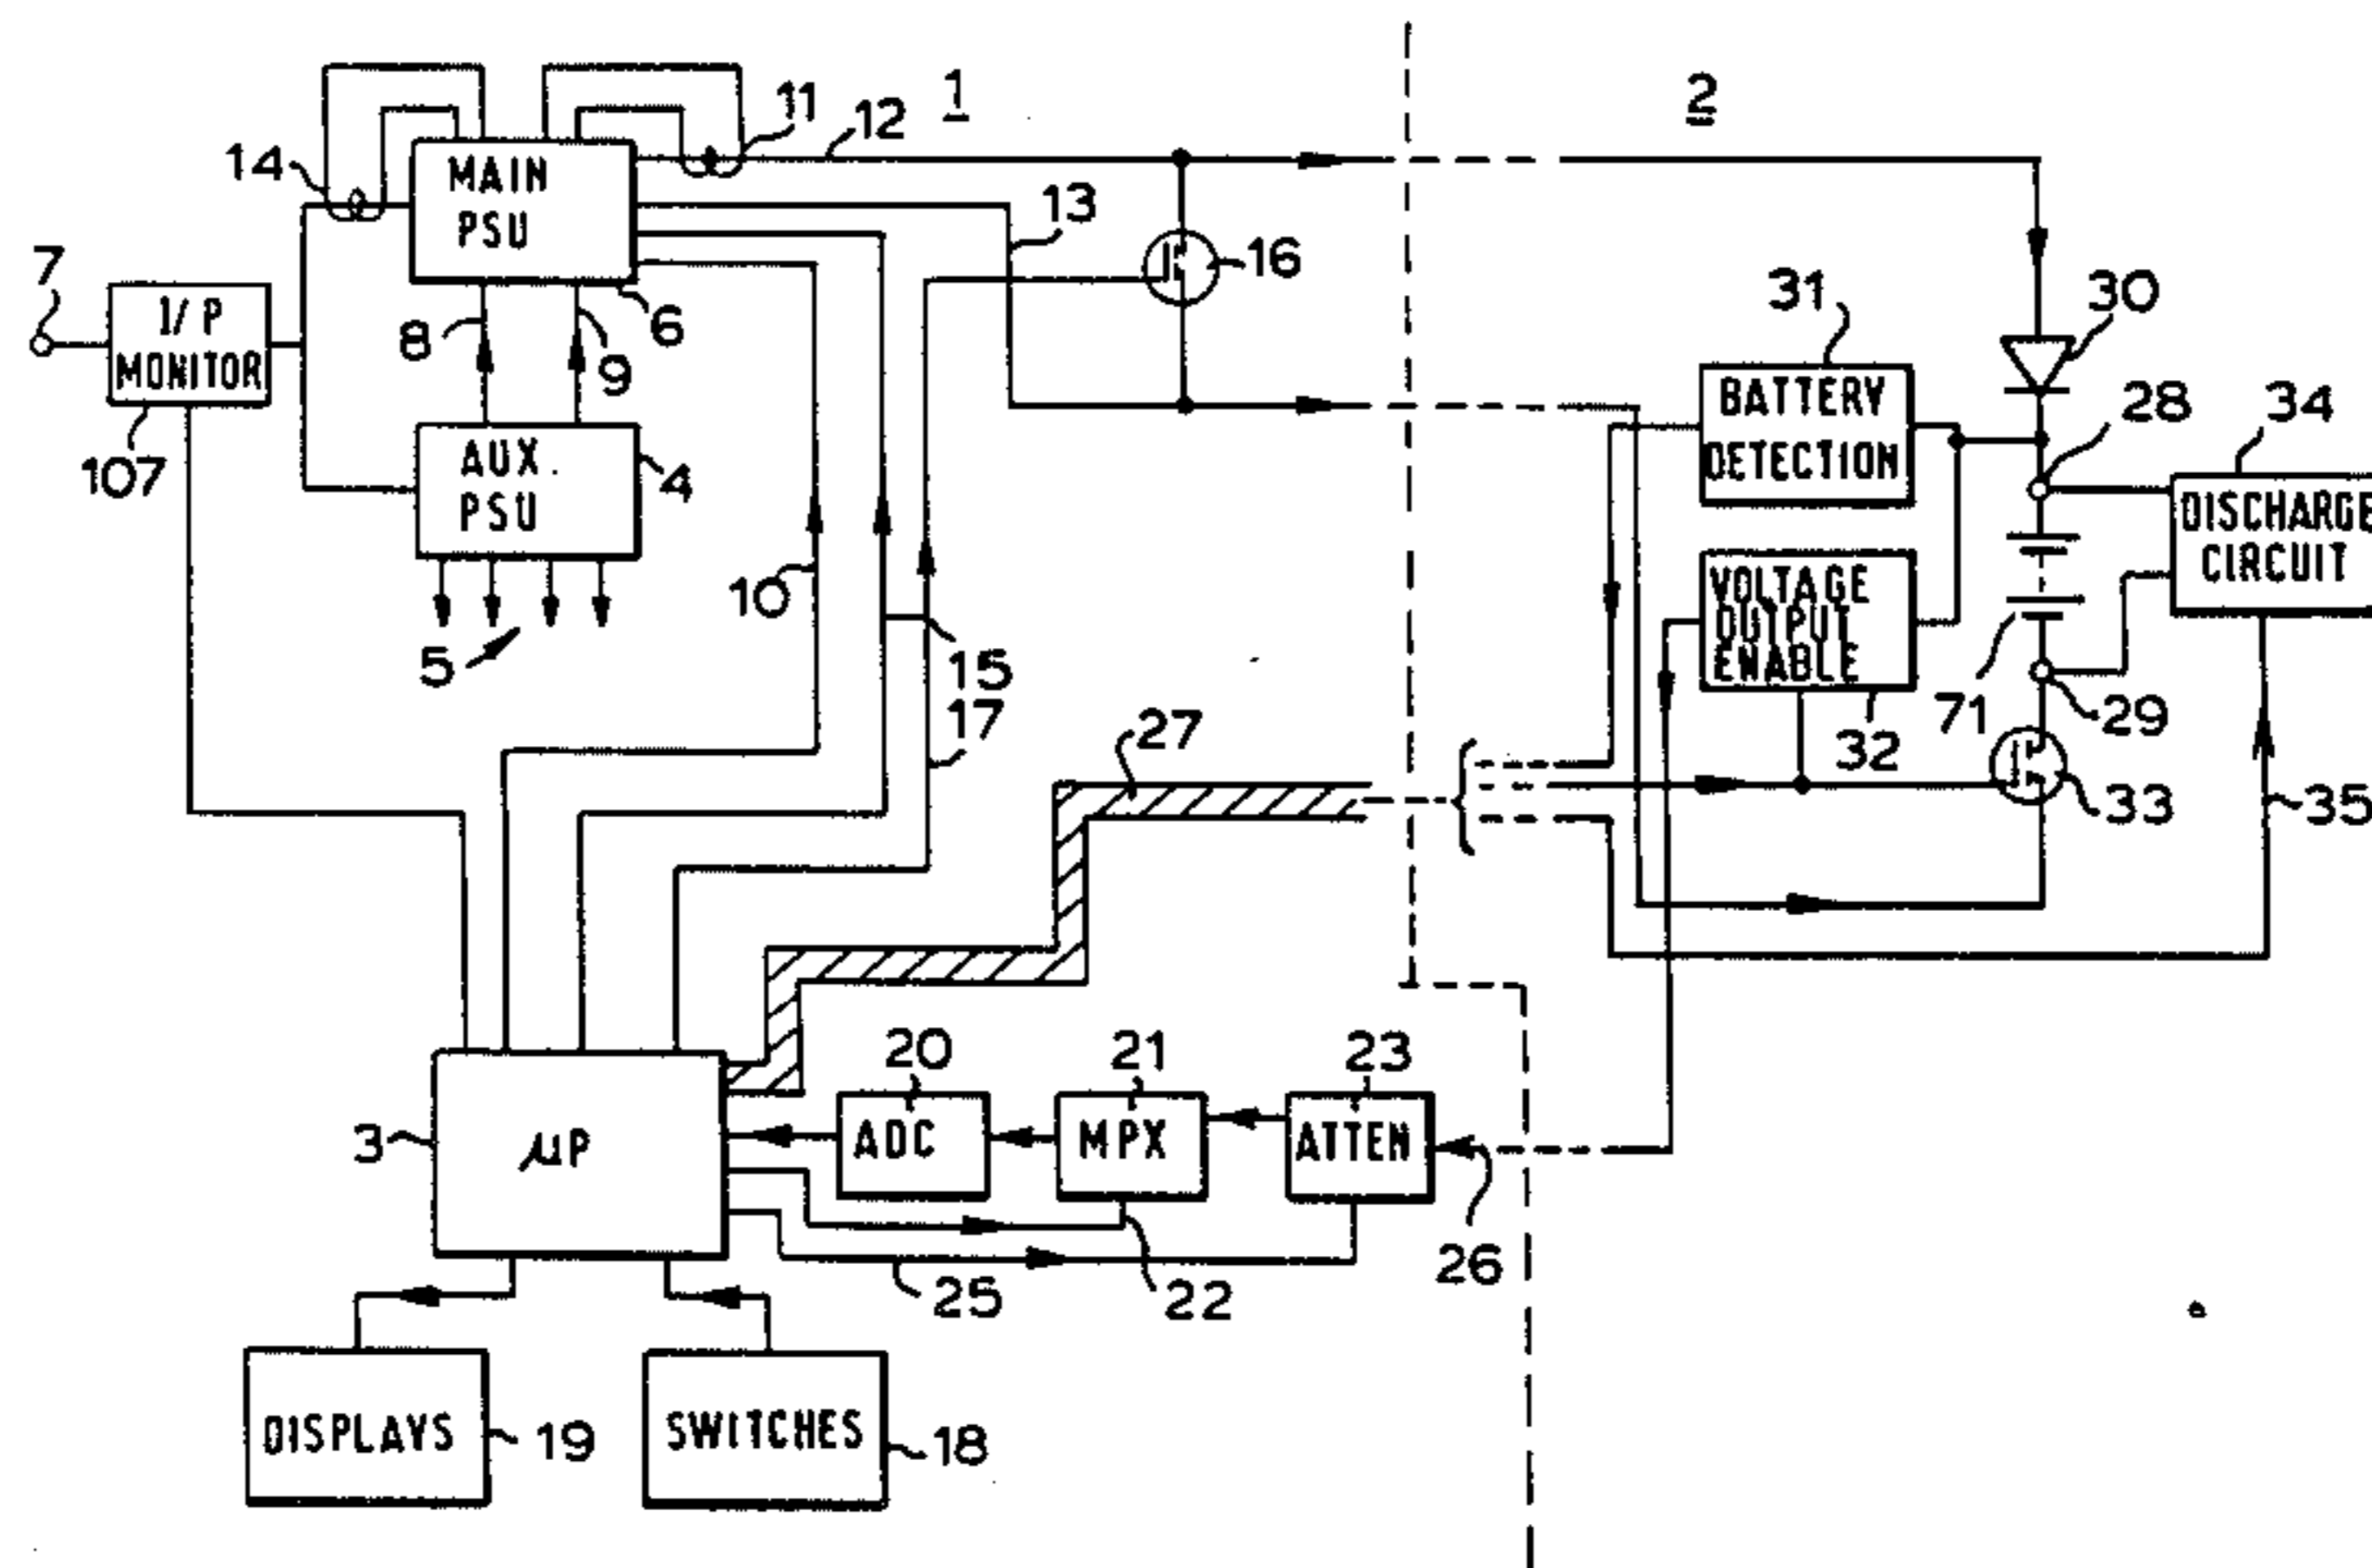 1
2
11
12
14
MAIN
PSU
13
16
7
I/P
MONITOR
8
9
6
31
30
BATTERY
DETECTION
28
34
107
AUX
PSU
4
DISCHARGE
CIRCUIT
10
5
15
VOLTAGE
OUTPUT
ENABLE
71
29
17
27
32
33
35
20
21
23
3
µP
ADC
MPX
ATTEN
25
22
26
DISPLAYS
19
SWITCHES
18